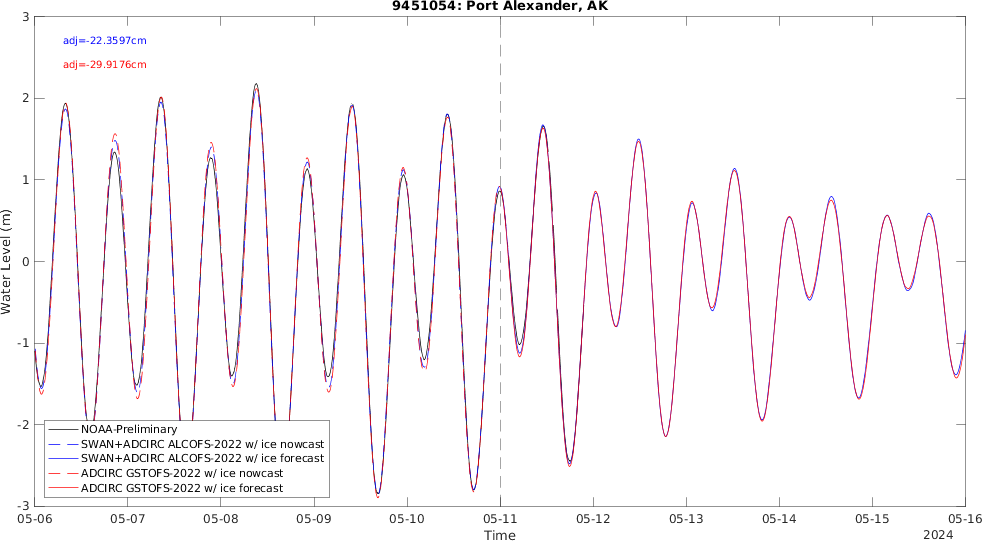 9451054: Port Alexander, AK
adj=-22.3597cm
adj=-29.9176cm
Water Level (m)
3
2
1
0
-1
-2
-3
NOAA-Preliminary
SWAN+ADCIRC ALCOFS-2022 w/ ice nowcast
SWAN+ADCIRC ALCOFS-2022 w/ ice forecast
ADCIRC GSTOFS-2022 w/ ice nowcast
ADCIRC GSTOFS-2022 w/ ice forecast
05-06 05-07 05-08 05-09 05-10 05-11 05-12 05-13 05-14 05-15 05-16
Time
2024